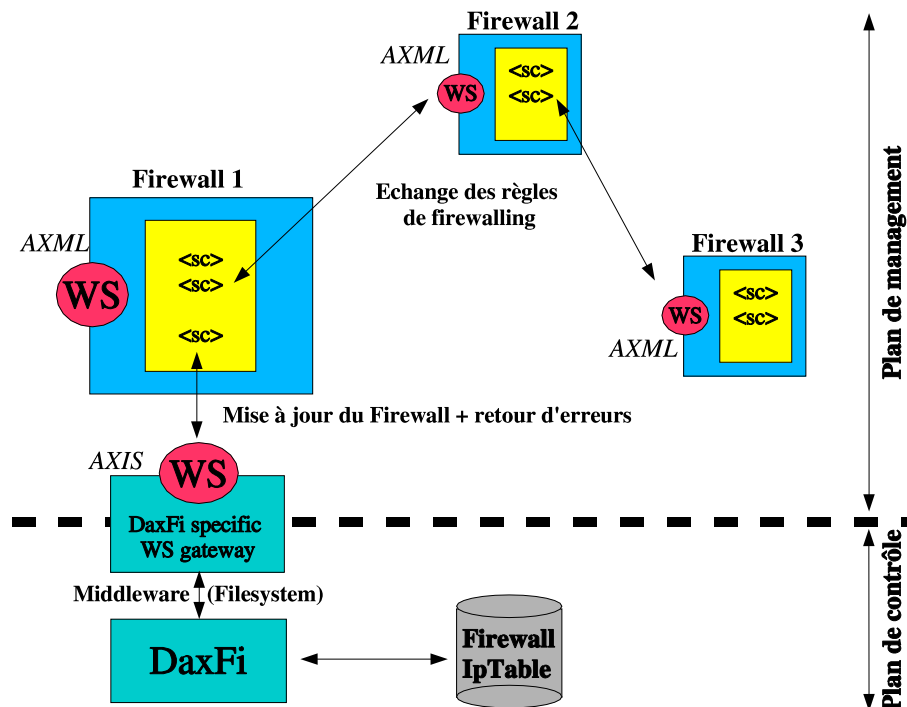 Firewall 2
AXML
WS
<sc>
<sc>
Firewall 1
AXML
WS
<sc>
<sc>
<sc>
Echange des règles
de firewalling
Firewall 3
WS
AXML
<sc>
<sc>
Plan de management
Mise à jour du Firewall + retour d'erreurs
AXIS
WS
DaxFi specific
WS gateway
Middleware (Filesystem)
DaxFi
Firewall
IpTable
Plan de contrôle